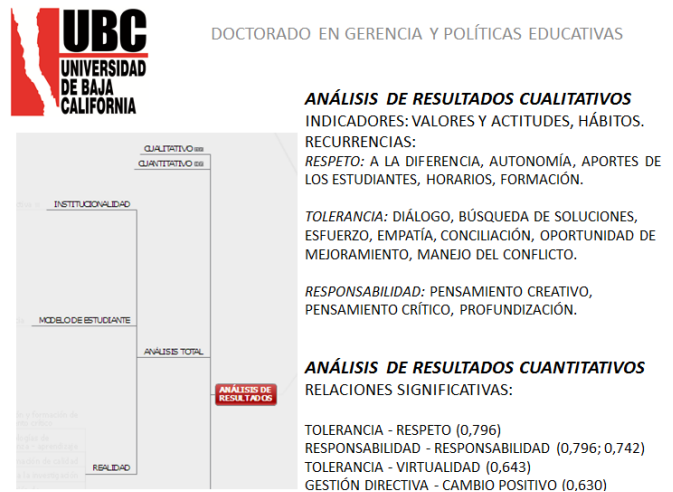 UBC
UNIVERSIDAD
DE BAJA
CALIFORNIA
DOCTORADO EN GERENCIA Y POLÍTICAS EDUCATIVAS
ANÁLISIS DE RESULTADOS CUALITATIVOS
INDICADORES: VALORES Y ACTITUDES, HÁBITOS.
RECURRENCIAS:
RESPETO: A LA DIFERENCIA, AUTONOMÍA, APORTES DE
LOS ESTUDIANTES, HORARIOS, FORMACIÓN.
TOLERANCIA: DIÁLOGO, BÚSQUEDA DE SOLUCIONES,
ESFUERZO, EMPATÍA, CONCILIACIÓN, OPORTUNIDAD DE
MEJORAMIENTO, MANEJO DEL CONFLICTO.
RESPONSABILIDAD: PENSAMIENTO CREATIVO,
PENSAMIENTO CRÍTICO, PROFUNDIZACIÓN.
ANÁLISIS DE RESULTADOS CUANTITATIVOS
RELACIONES SIGNIFICATIVAS:
TOLERANCIA - RESPETO (0,796)
RESPONSABILIDAD - RESPONSABILIDAD (0,796; 0,742)
TOLERANCIA - VIRTUALIDAD (0,643)
GESTIÓN DIRECTIVA - CAMBIO POSITIVO (0,630)
CUALITATIVO
CUANTITATIVO
INSTITUCIONALIDAD
MODELO DE ESTUDIANTE
ANÁLISIS TOTAL
ANÁLISIS DE
RESULTADOS
REALIDAD